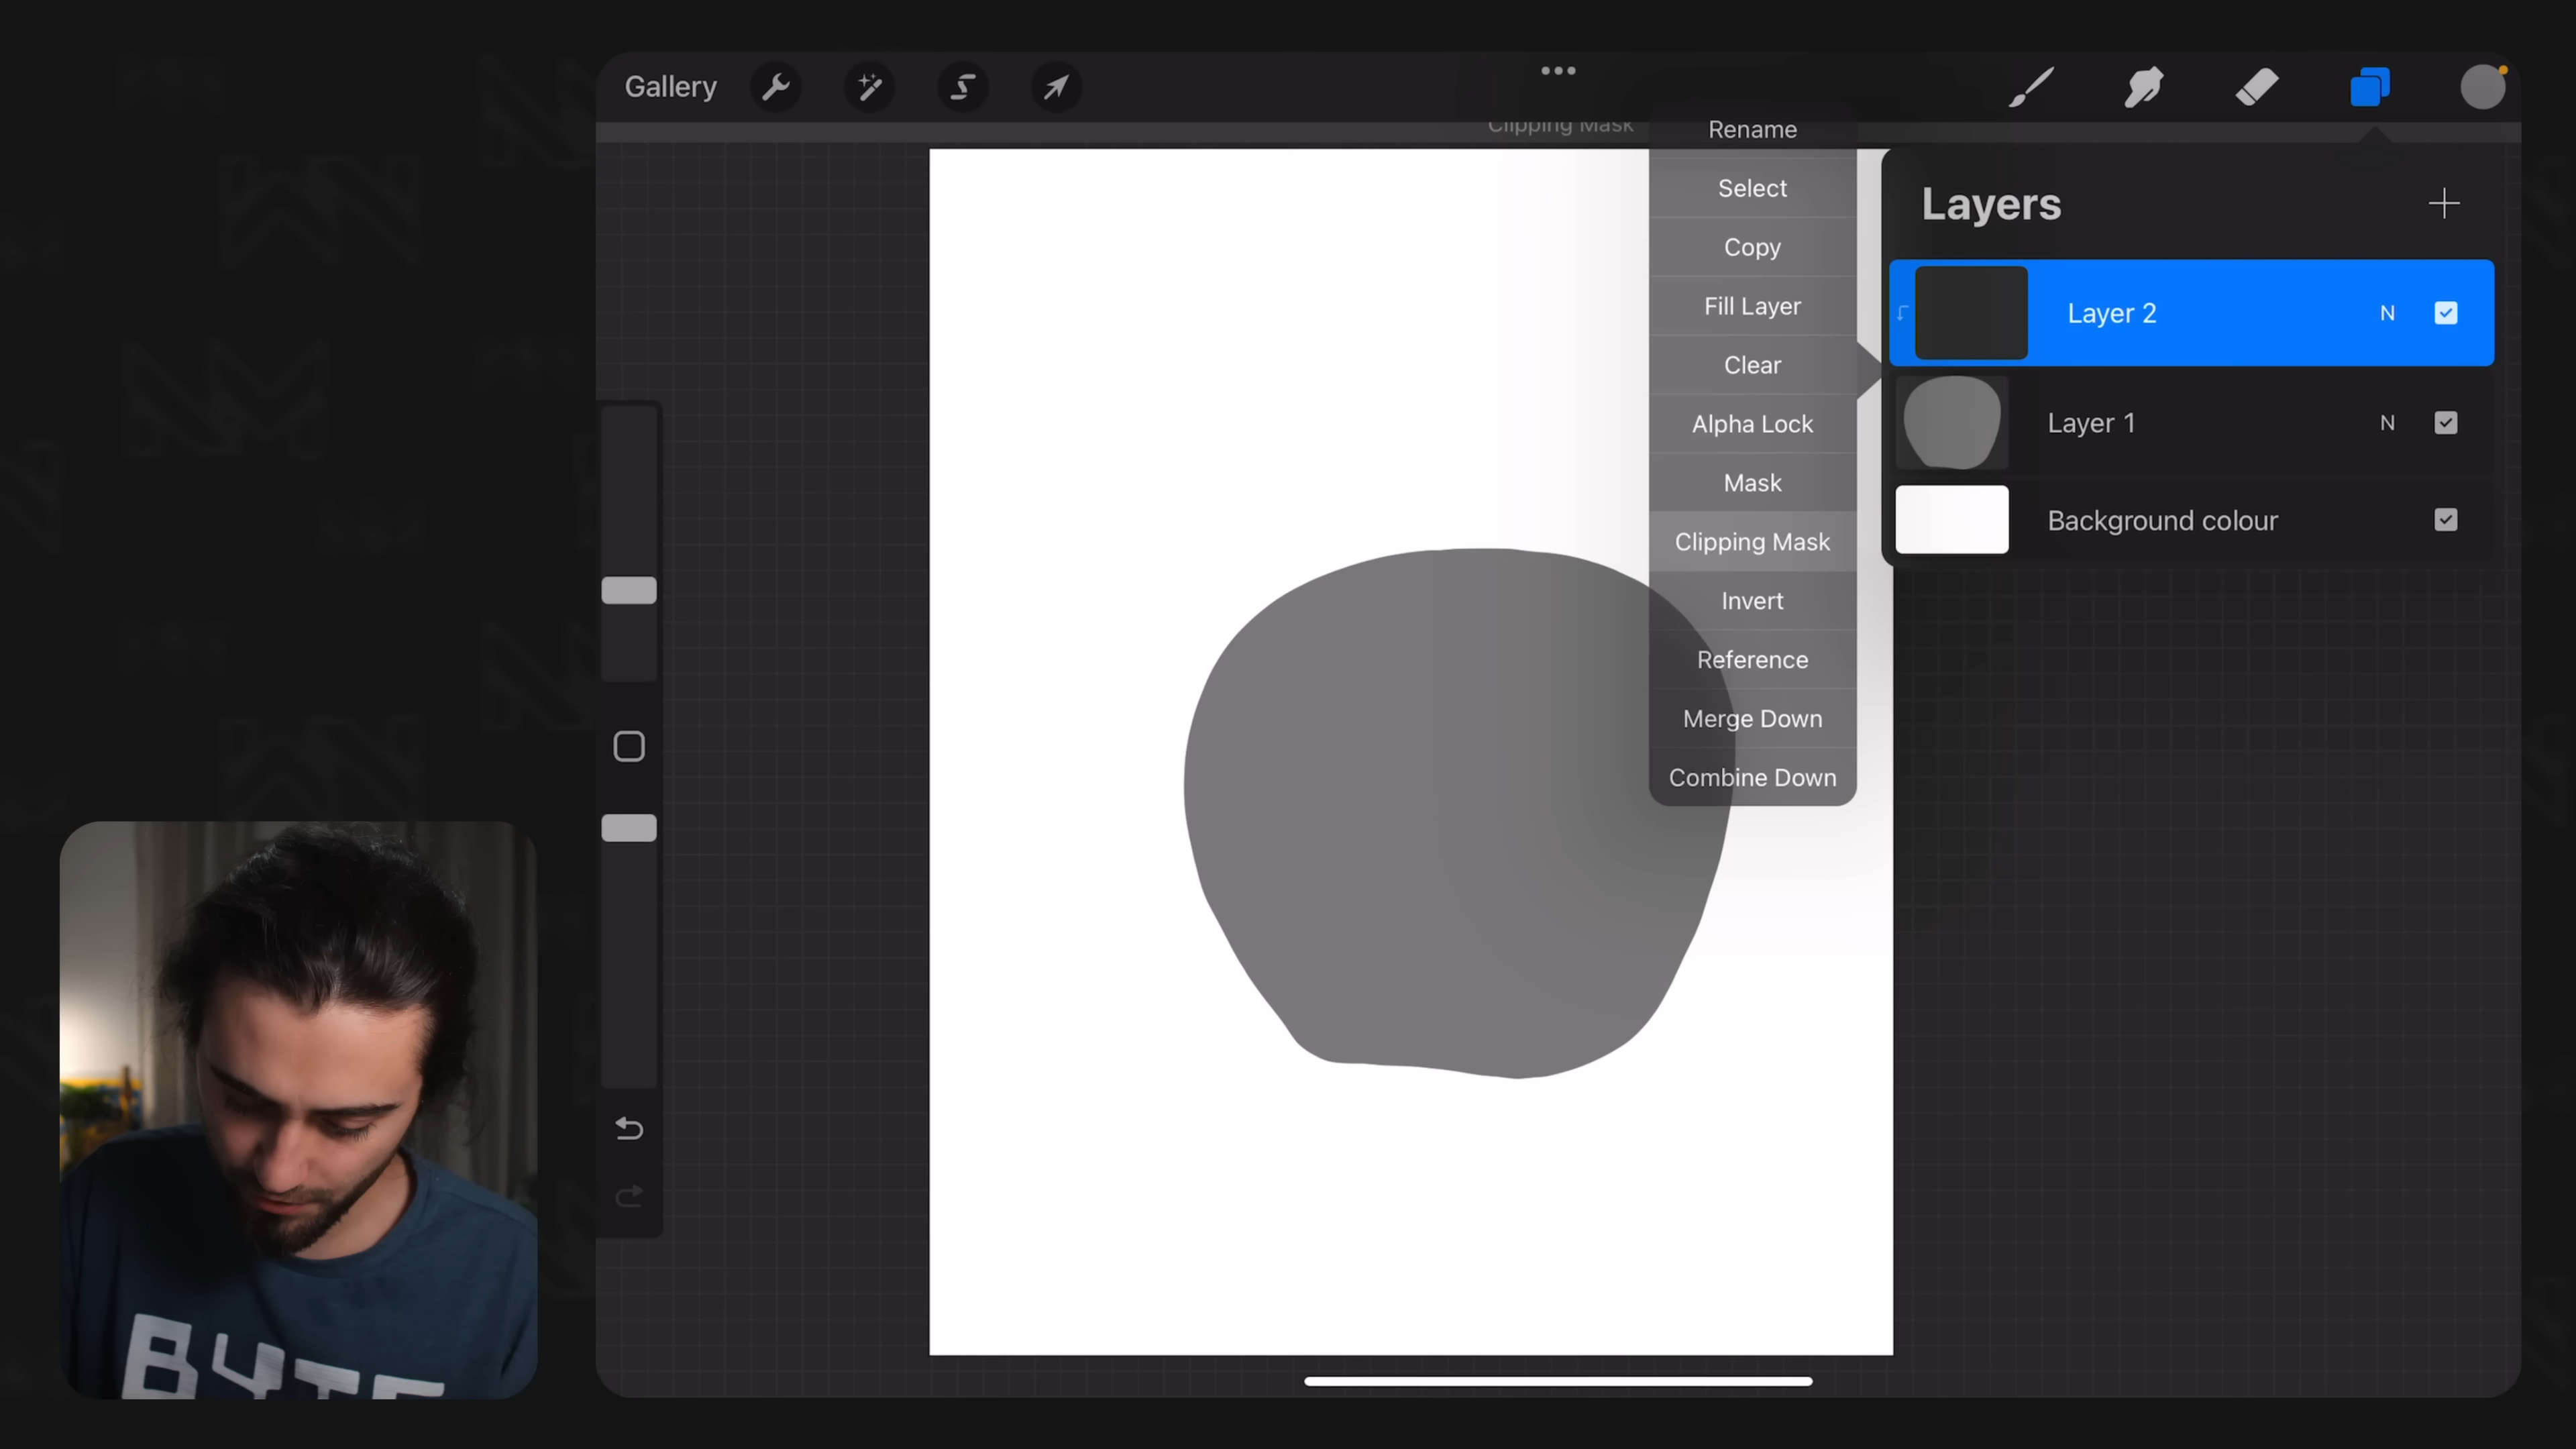 Gallery
Clipping Mask
Rename
Select
Copy
Fill Layer
Clear
Alpha Lock
Mask
Clipping Mask
Invert
Reference
Merge Down
Combine Down
Layers
Layer 2 N
Layer 1 N
Background colour
BYTE